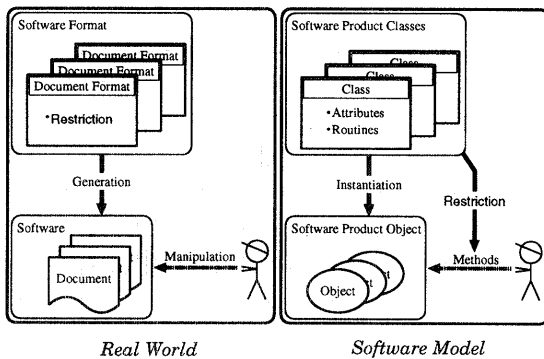 Software Format
Document Format
Document Format
Document Format
•Restriction
Generation
Software
Document
Manipulation
Real World
Software Product Classes
Class
Class
•Attributes
•Routines
Instantiation
Restriction
Software Product Object
Methods
Object
Software Model